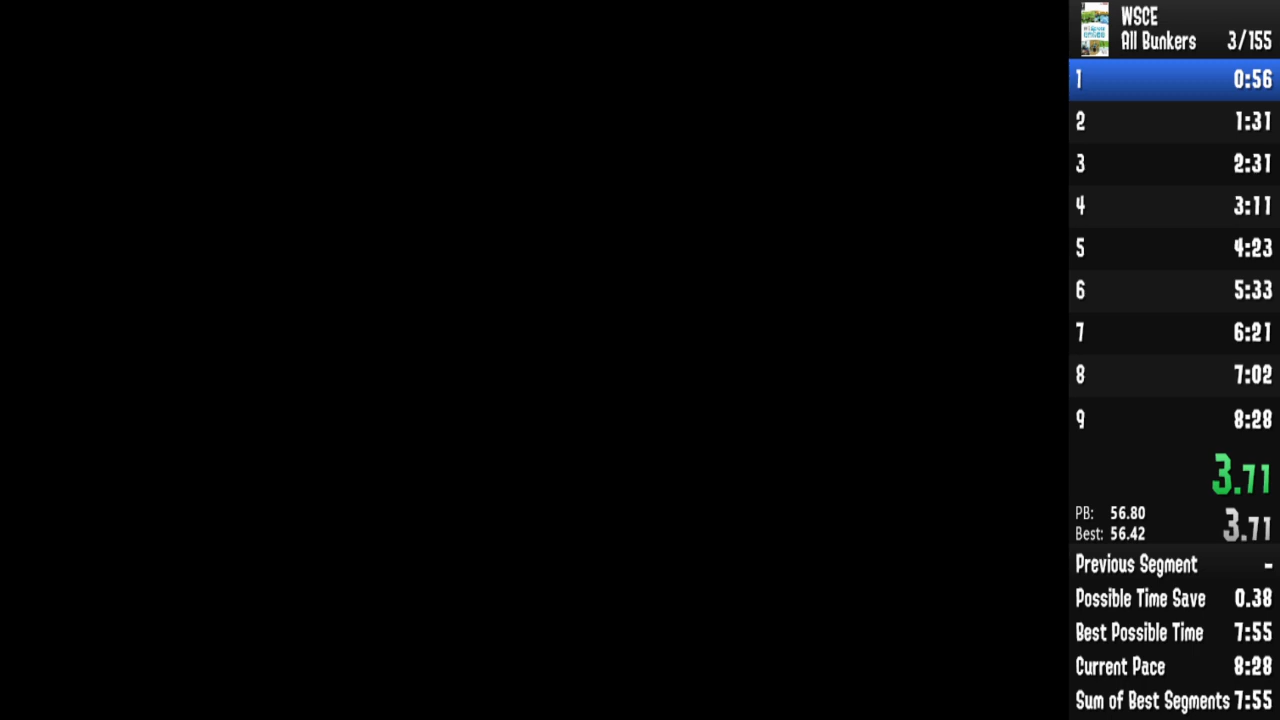 WSCE
All Bunkers 3/155
1 0:56
2 1:31
3 2:31
4 3:11
5 4:23
6 5:33
7 6:21
8 7:02
9 8:28
3.71
PB: 56.80
Best: 56.42
3.71
Previous Segment -
Possible Time Save 0.38
Best Possible Time 7:55
Current Pace 8:28
Sum of Best Segments 7:55